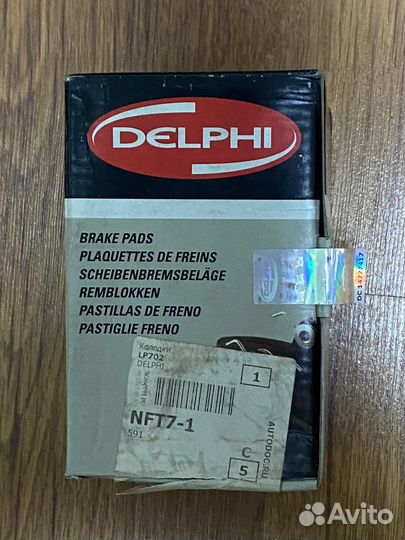 DELPHI
BRAKE PADS
PLAQUETTES DE FREINS
SCHEIBENBREMSBELÄGE
REMBLOKKEN
PASTILLAS DE FRENO
PASTIGLIE FRENO
Колодки
LP702
DELPHI
1
NFT7-1
591
C
5
AUTODOC.RU
Avito